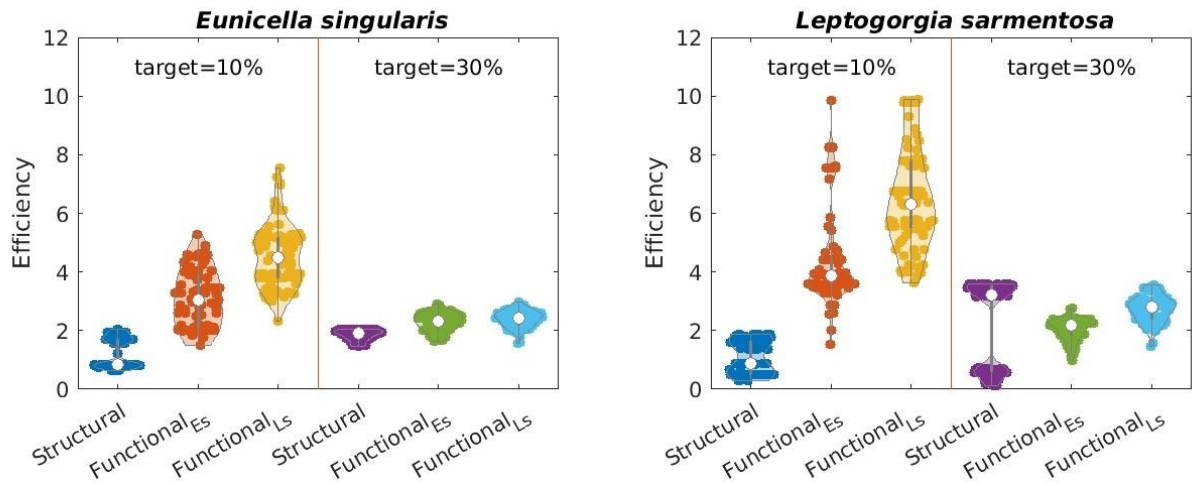 Eunicella singularis
12
10
8
6
4
2
0
Efficiency
target=10%
target=30%
Structural
Functional_Es
Functional_Ls
Structural
Functional_Es
Functional_Ls
Leptogorgia sarmentosa
12
10
8
6
4
2
0
Efficiency
target=10%
target=30%
Structural
Functional_Es
Functional_Ls
Structural
Functional_Es
Functional_Ls